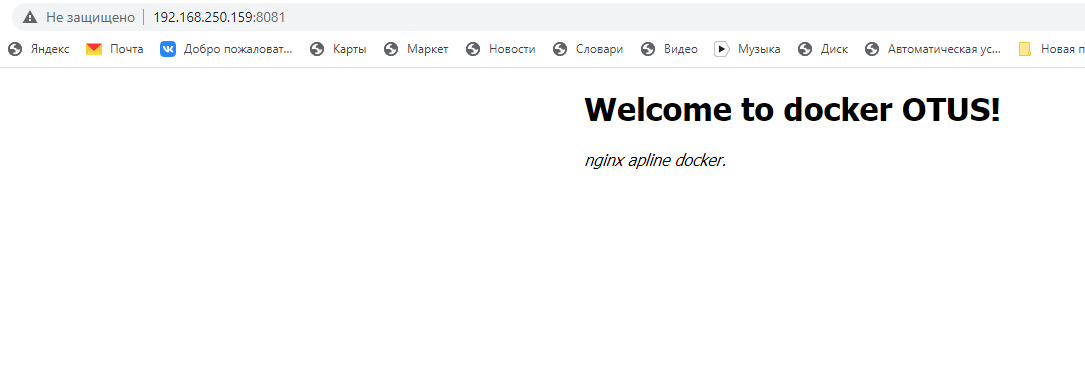 Не защищено 192.168.250.159:8081
Яндекс Почта Добро пожаловат... Карты Маркет Новости Словари Видео Музыка Диск Автоматическая ус... Новая п
Welcome to docker OTUS!
nginx apline docker.